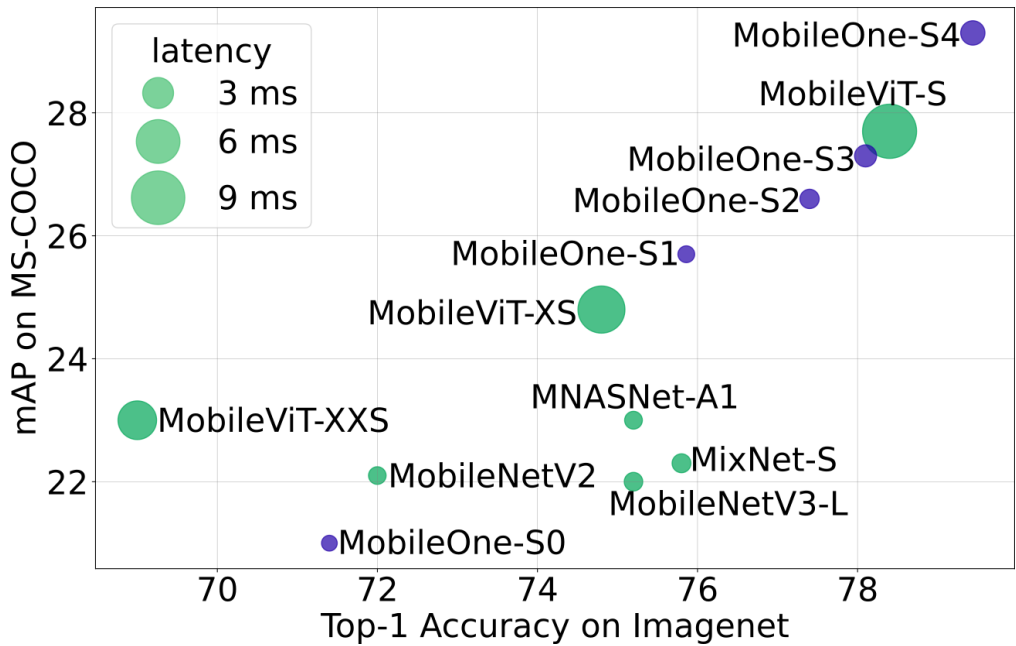 MobileOne-S4
latency
3 ms
6 ms
9 ms
MobileViT-S
28
MobileOne-S3
MobileOne-S2
26
MobileOne-S1
MobileViT-XS
24
MNASNet-A1
MobileViT-XXS
MixNet-S
MobileNetV2
22
MobileNetV3-L
MobileOne-S0
mAP on MS-COCO
70 72 74 76 78
Top-1 Accuracy on Imagenet